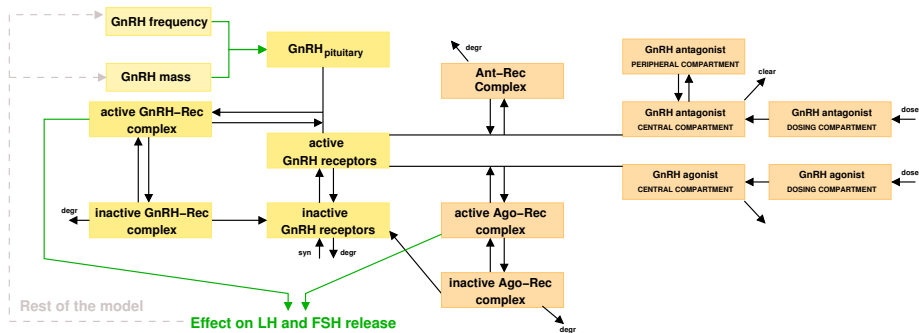 GnRH frequency
GnRH mass
GnRH pituitary
degr
Ant−Rec
Complex
GnRH antagonist
PERIPHERAL COMPARTMENT
clear
active GnRH−Rec
complex
GnRH antagonist
CENTRAL COMPARTMENT
GnRH antagonist
DOSING COMPARTMENT
dose
active
GnRH receptors
GnRH agonist
CENTRAL COMPARTMENT
GnRH agonist
DOSING COMPARTMENT
dose
degr
inactive GnRH−Rec
complex
inactive
GnRH receptors
active Ago−Rec
complex
syn
degr
inactive Ago−Rec
complex
degr
Rest of the model
Effect on LH and FSH release